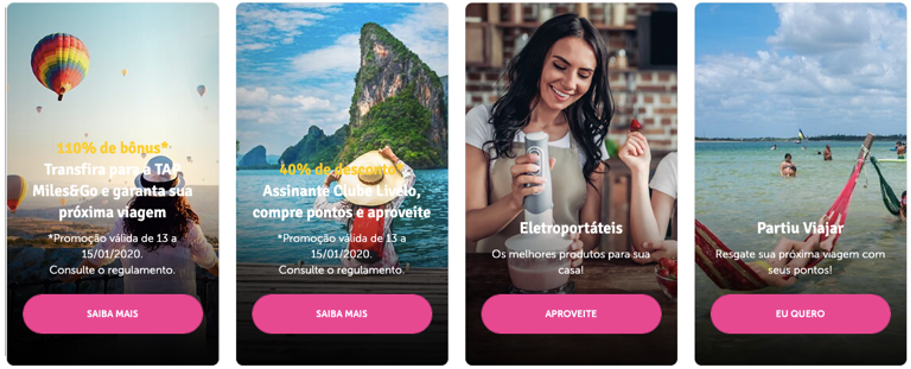 110% de bônus*
Transfira para a TAP
Miles&Go e garanta sua
próxima viagem
*Promoção válida de 13 a
15/01/2020.
Consulte o regulamento.
SAIBA MAIS
40% de desconto*
Assinante Clube Livelo,
compre pontos e aproveite
*Promoção válida de 13 a
15/01/2020.
Consulte o regulamento.
SAIBA MAIS
Eletroportáteis
Os melhores produtos para sua
casa!
APROVEITE
Partiu Viajar
Resgate sua próxima viagem com
seus pontos!
EU QUERO